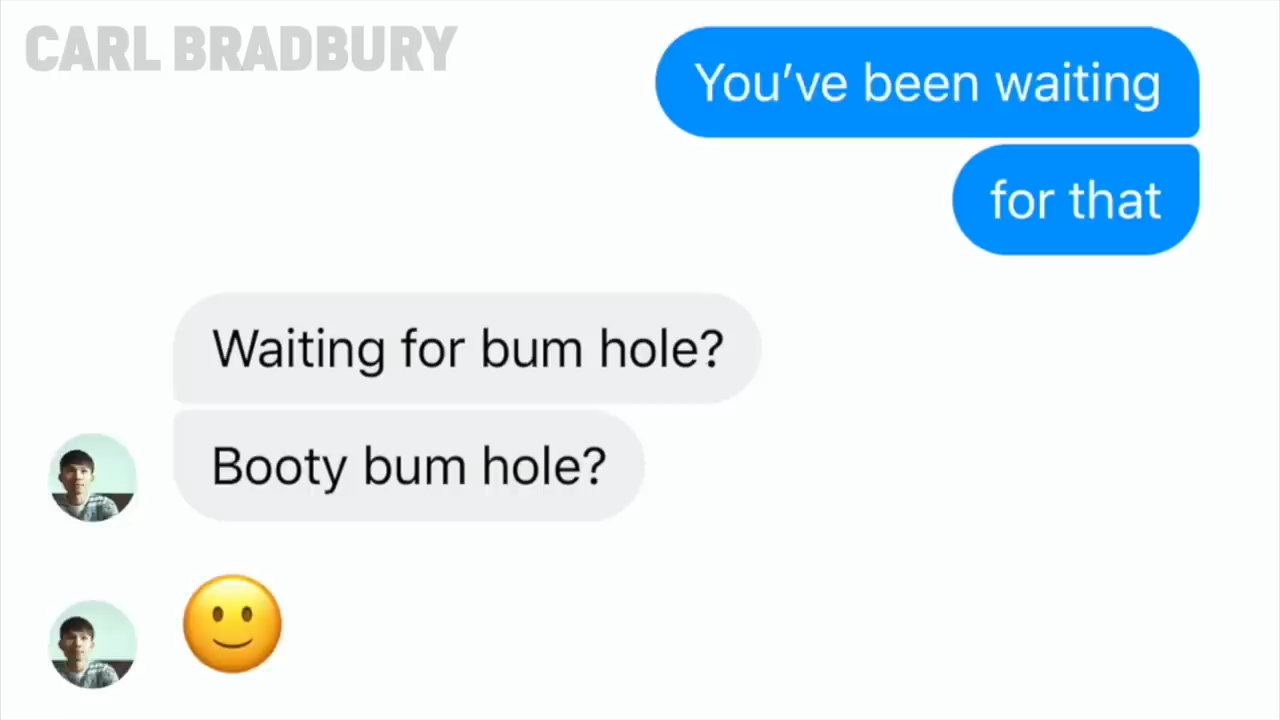 CARL BRADBURY
You’ve been waiting
for that
Waiting for bum hole?
Booty bum hole?